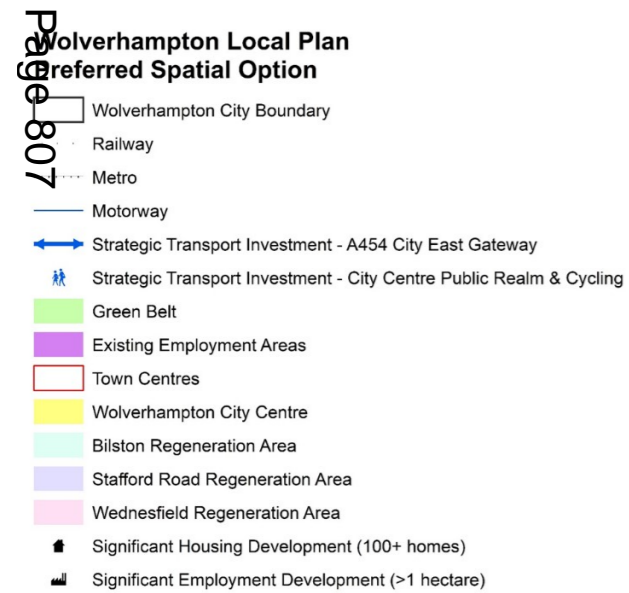 Page 807
Wolverhampton Local Plan
Preferred Spatial Option
Wolverhampton City Boundary
Railway
Metro
Motorway
Strategic Transport Investment - A454 City East Gateway
Strategic Transport Investment - City Centre Public Realm & Cycling
Green Belt
Existing Employment Areas
Town Centres
Wolverhampton City Centre
Bilston Regeneration Area
Stafford Road Regeneration Area
Wednesfield Regeneration Area
Significant Housing Development (100+ homes)
Significant Employment Development (>1 hectare)